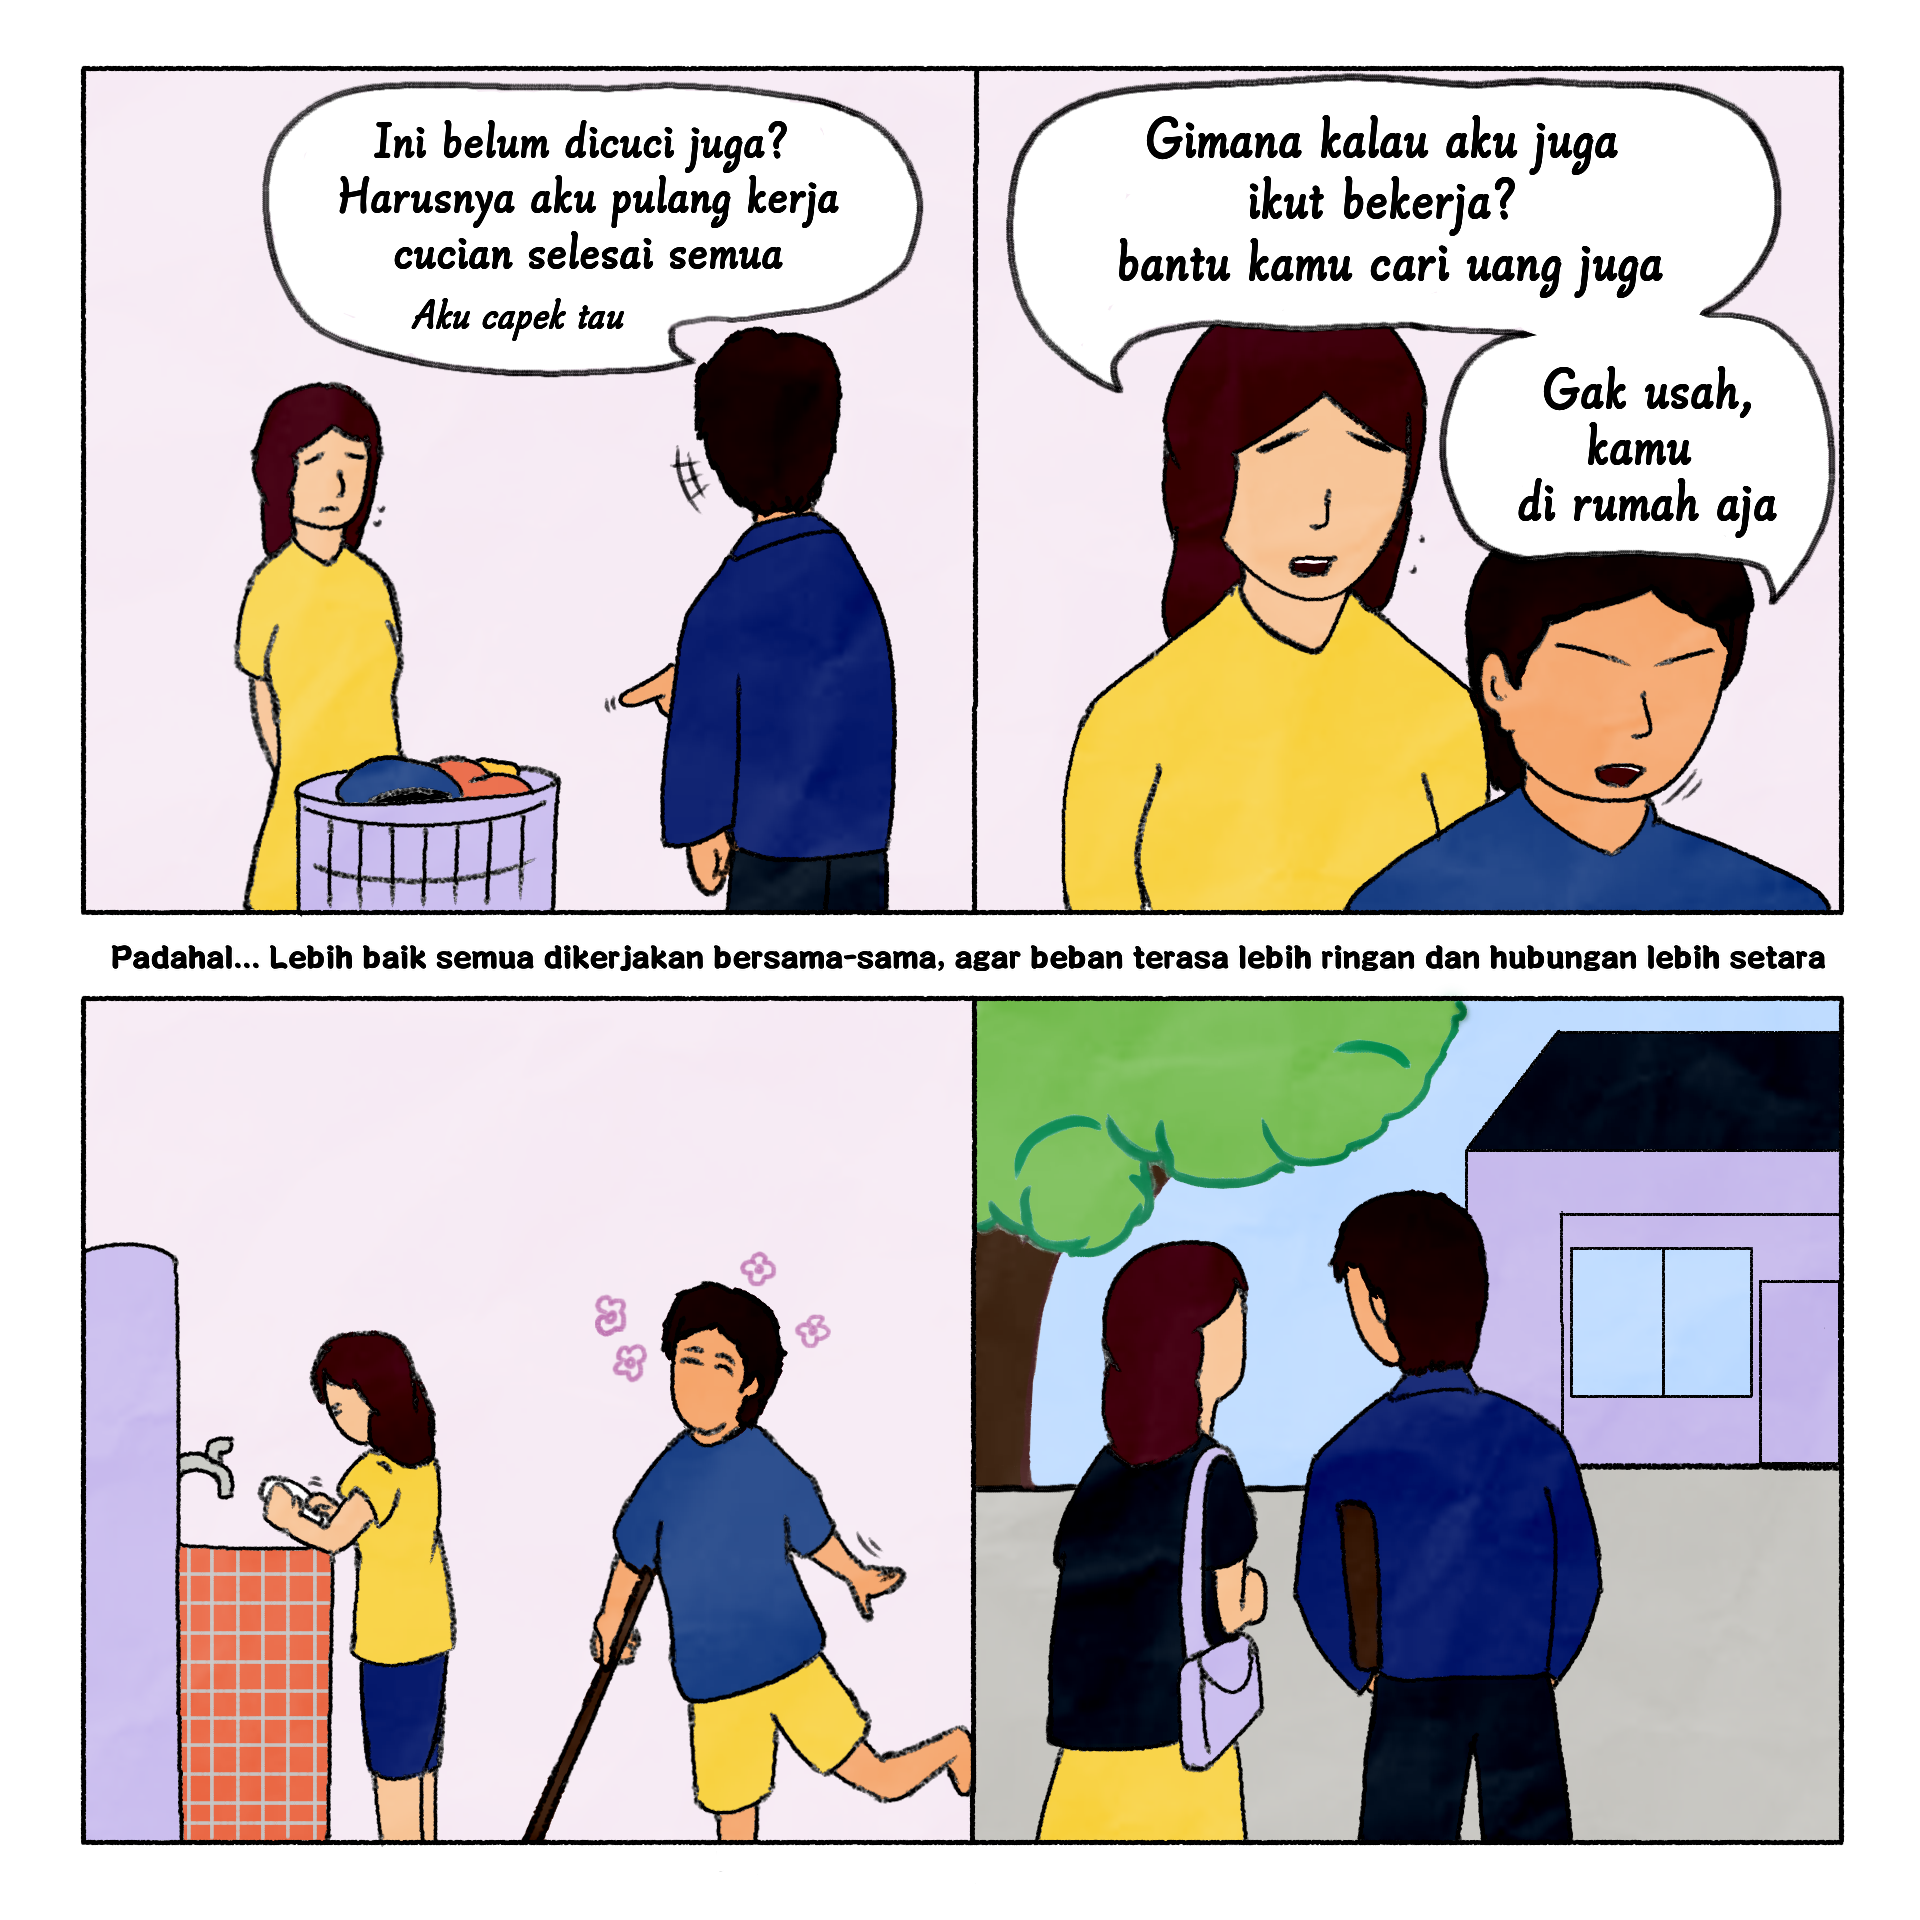 Ini belum dicuci juga?
Harusnya aku pulang kerja
cucian selesai semua
Aku capek tau
Gimana kalau aku juga
ikut bekerja?
bantu kamu cari uang juga
Gak usah,
kamu
di rumah aja
Padahal... Lebih baik semua dikerjakan bersama-sama, agar beban terasa lebih ringan dan hubungan lebih setara